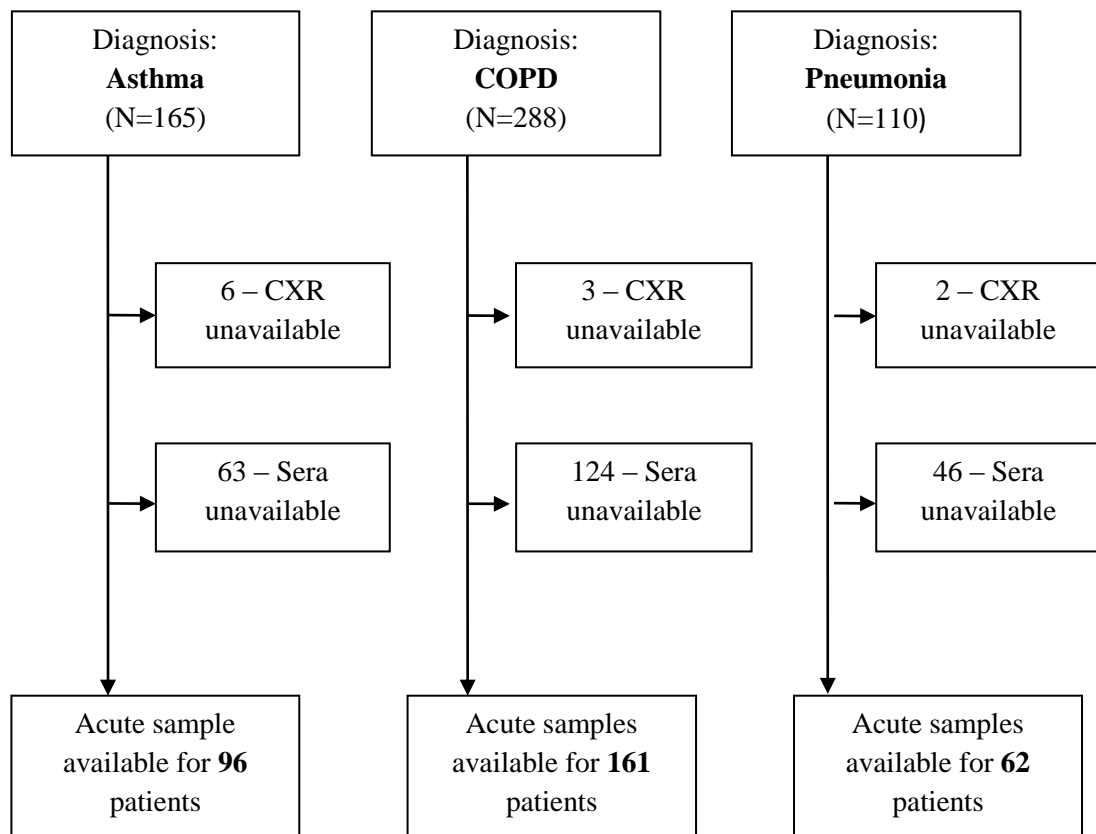 Diagnosis:
Asthma
(N=165)
Diagnosis:
COPD
(N=288)
Diagnosis:
Pneumonia
(N=110)
6 – CXR
unavailable
3 – CXR
unavailable
2 – CXR
unavailable
63 – Sera
unavailable
124 – Sera
unavailable
46 – Sera
unavailable
Acute sample
available for 96
patients
Acute samples
available for 161
patients
Acute samples
available for 62
patients